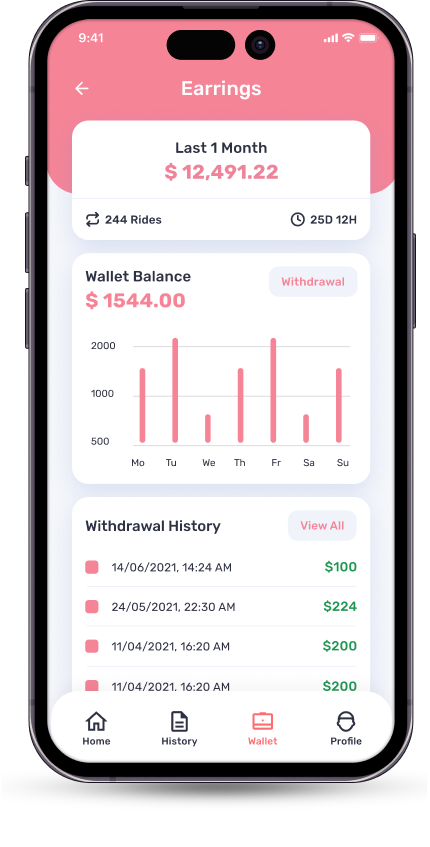 9:41
Earrings
Last 1 Month
$ 12,491.22
244 Rides 25D 12H
Wallet Balance
$ 1544.00
Withdrawal
2000
1000
500
Mo Tu We Th Fr Sa Su
Withdrawal History
View All
14/06/2021, 14:24 AM $100
24/05/2021, 22:30 AM $224
11/04/2021, 16:20 AM $200
11/04/2021, 16:20 AM $200
Home History Wallet Profile